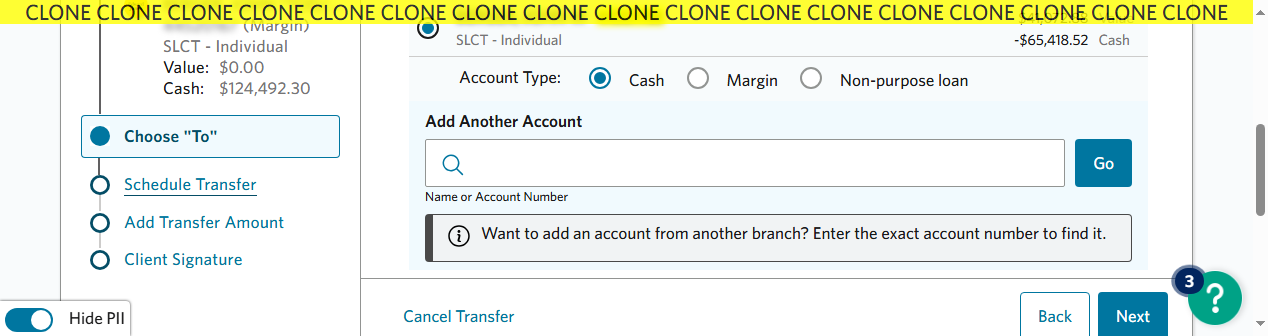 CLONE CLONE CLONE CLONE CLONE CLONE CLONE CLONE CLONE CLONE CLONE CLONE CLONE CLONE CLONE CLONE CLONE
(Margin)
SLCT - Individual
Value: $0.00
Cash: $124,492.30
Choose "To"
Schedule Transfer
Add Transfer Amount
Client Signature
Hide PII
SLCT - Individual
-$65,418.52 Cash
Account Type: Cash Margin Non-purpose loan
Add Another Account
Go
Name or Account Number
Want to add an account from another branch? Enter the exact account number to find it.
Cancel Transfer
Back
Next
3
?